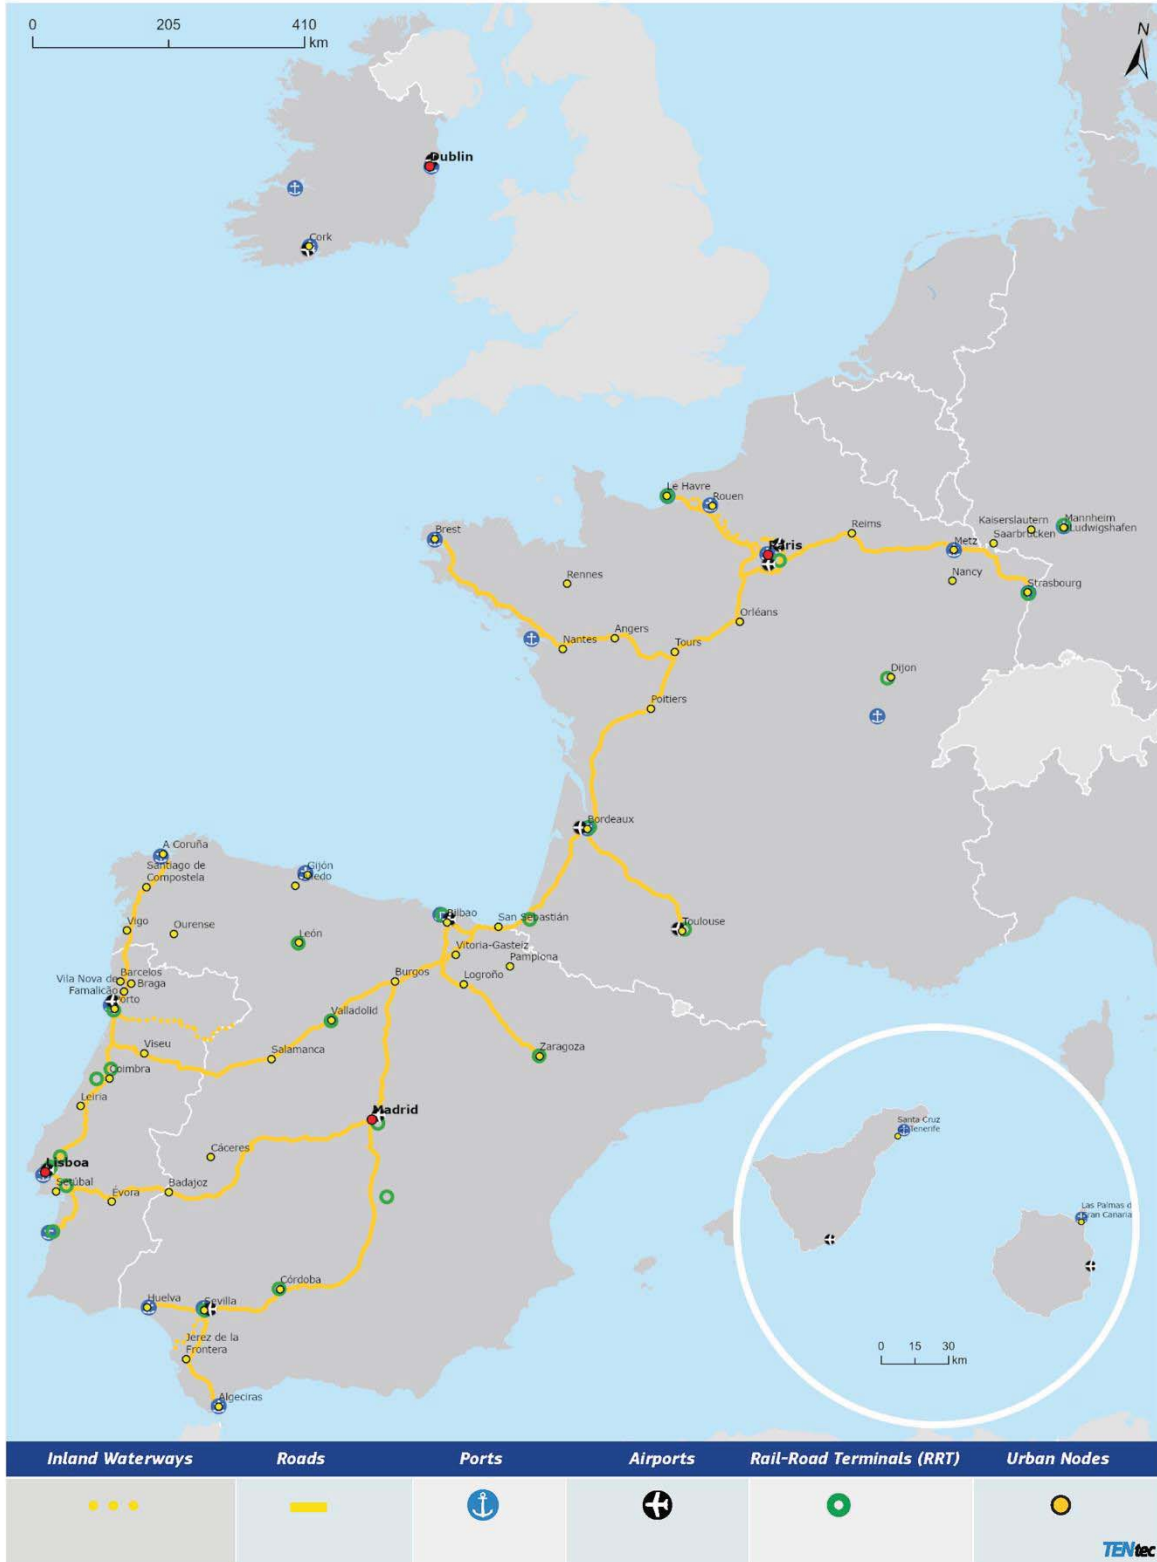 0 205 410
km
N
Dublin
Cork
Le Havre
Rouen
Brest
Paris
Reims
Kaiserslautern
Mannheim
Ludwigshafen
Saarbrücken
Metz
Rennes
Nancy
Strasbourg
Orléans
Angers
Nantes
Tours
Dijon
Poitiers
Bordeaux
A Coruña
Santiago de
Compostela
Gijón
Bilbao
San Sebastián
Toulouse
Vigo
Ourense
León
Vitoria-Gasteiz
Pamplona
Burgos
Logroño
Barcelos
Vila Nova de
Braga
Famalicão
Porto
Valladolid
Viseu
Salamanca
Zaragoza
Coimbra
Leiria
Madrid
Cáceres
Lisboa
Setúbal
Évora
Badajoz
Santa Cruz
Tenerife
Las Palmas d
Gran Canaria
Córdoba
Huelva
Sevilla
Jerez de la
Frontera
0 15 30
km
Algeciras
Inland Waterways Roads Ports Airports Rail-Road Terminals (RRT) Urban Nodes
TENtec